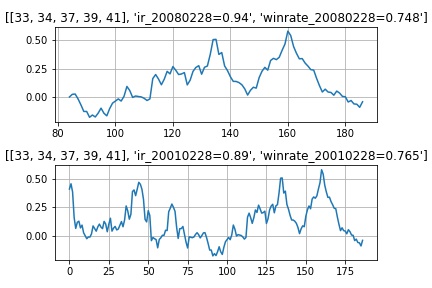 [[33, 34, 37, 39, 41], 'ir_20080228=0.94', 'winrate_20080228=0.748']
0.50
0.25
0.00
80 100 120 140 160 180
[[33, 34, 37, 39, 41], 'ir_20010228=0.89', 'winrate_20010228=0.765']
0.50
0.25
0.00
0 25 50 75 100 125 150 175